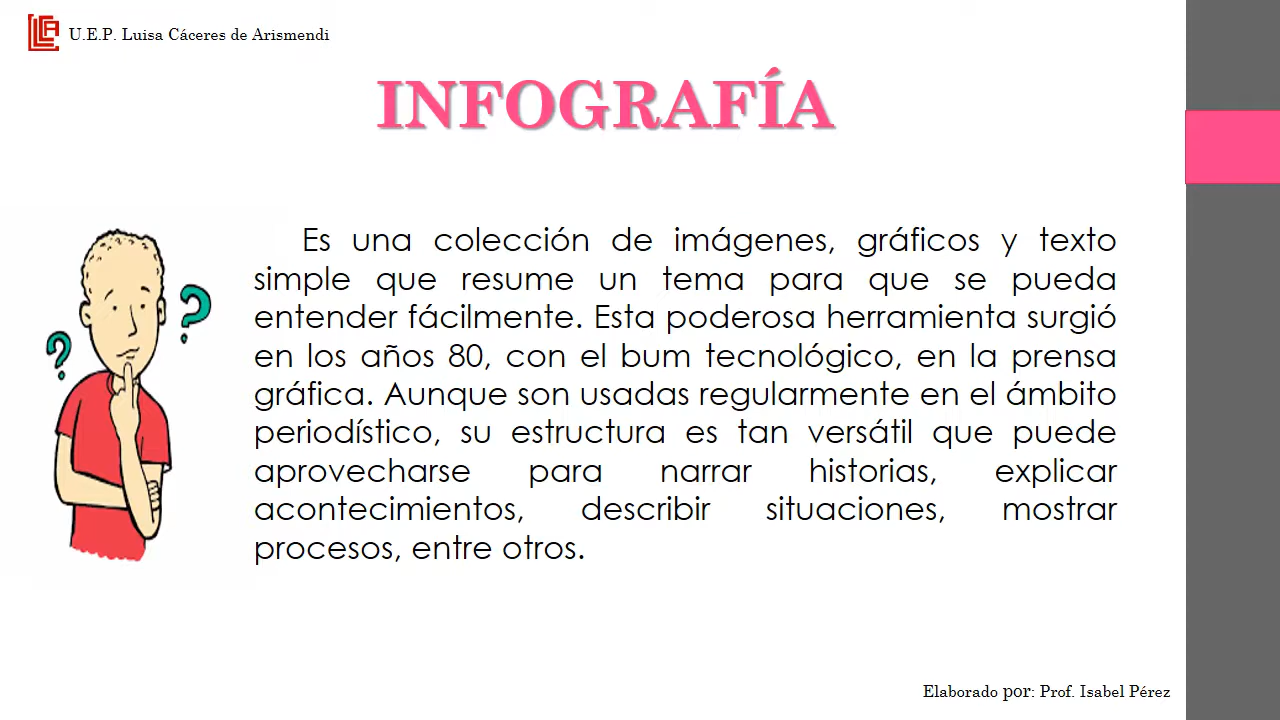 U.E.P. Luisa Cáceres de Arismendi
INFOGRAFÍA
Es una colección de imágenes, gráficos y texto
simple que resume un tema para que se pueda
entender fácilmente. Esta poderosa herramienta surgió
en los años 80, con el bum tecnológico, en la prensa
gráfica. Aunque son usadas regularmente en el ámbito
periodístico, su estructura es tan versátil que puede
aprovecharse para narrar historias, explicar
acontecimientos, describir situaciones, mostrar
procesos, entre otros.
? ?
Elaborado por: Prof. Isabel Pérez